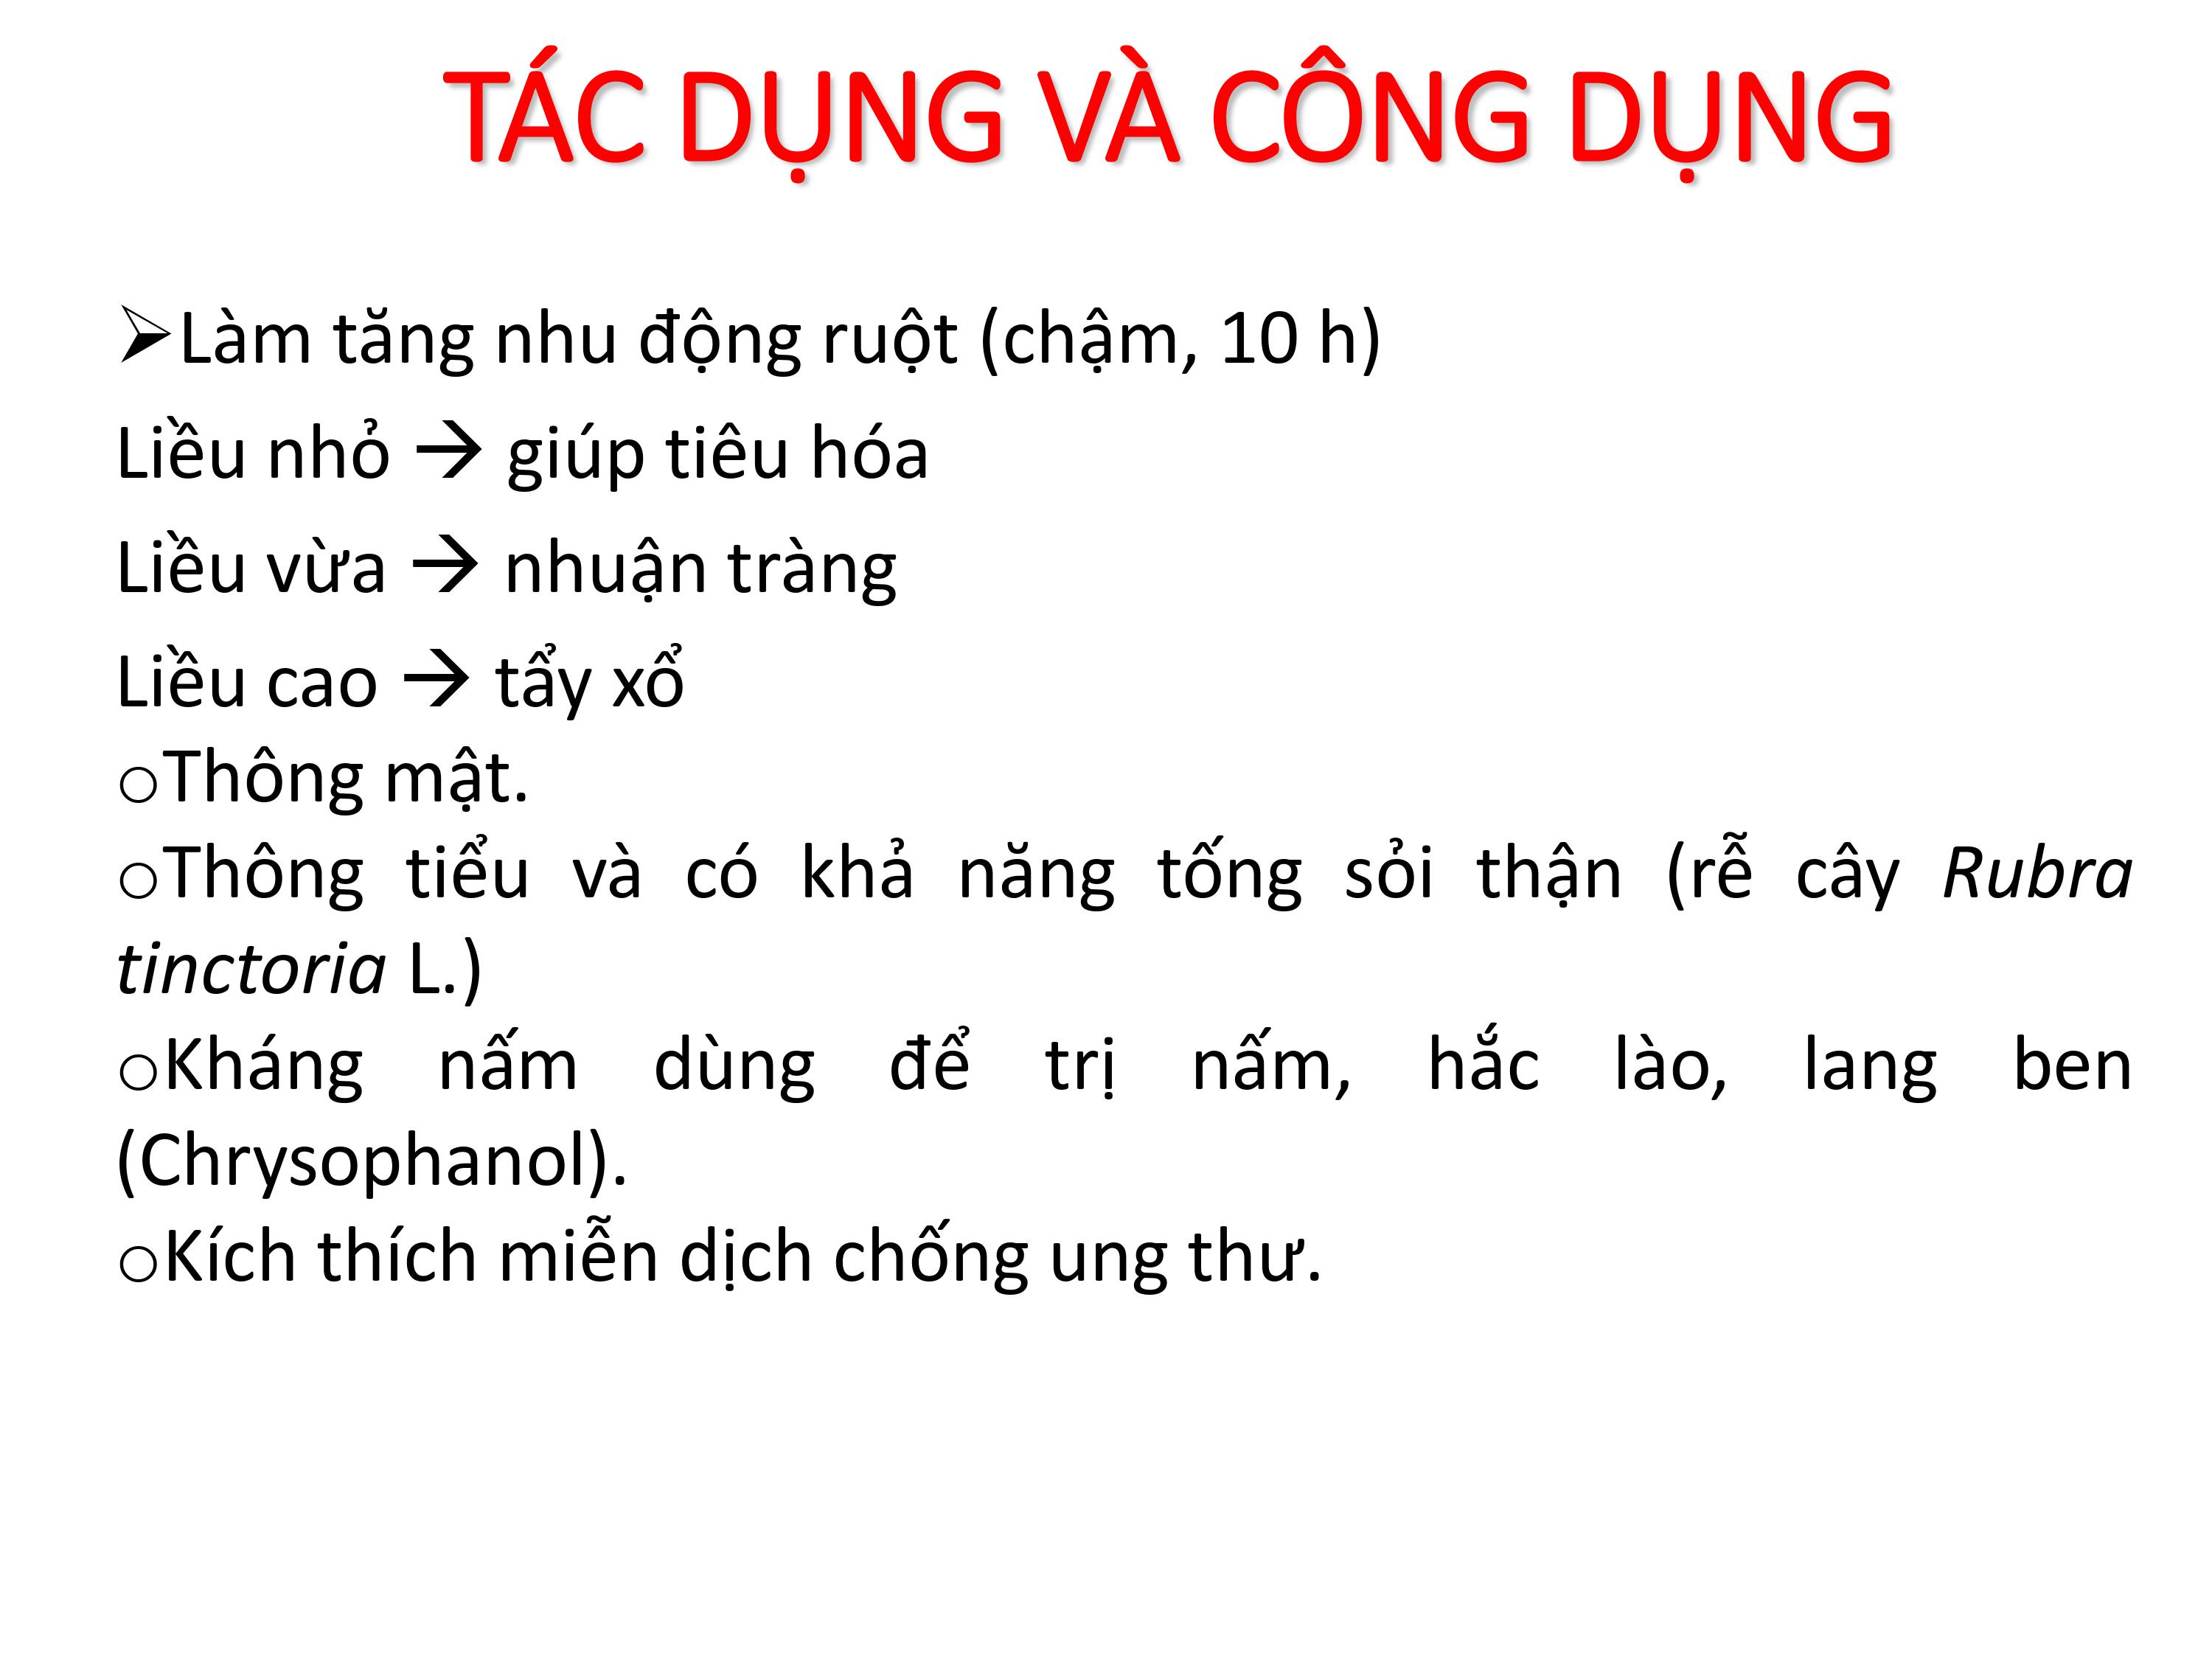 TÁC DỤNG VÀ CÔNG DỤNG
➢Làm tăng nhu động ruột (chậm, 10 h)
Liều nhỏ → giúp tiêu hóa
Liều vừa → nhuận tràng
Liều cao → tẩy xổ
oThông mật.
oThông tiểu và có khả năng tống sỏi thận (rễ cây Rubra
tinctoria L.)
oKháng nấm dùng để trị nấm, hắc lào, lang ben
(Chrysophanol).
oKích thích miễn dịch chống ung thư.